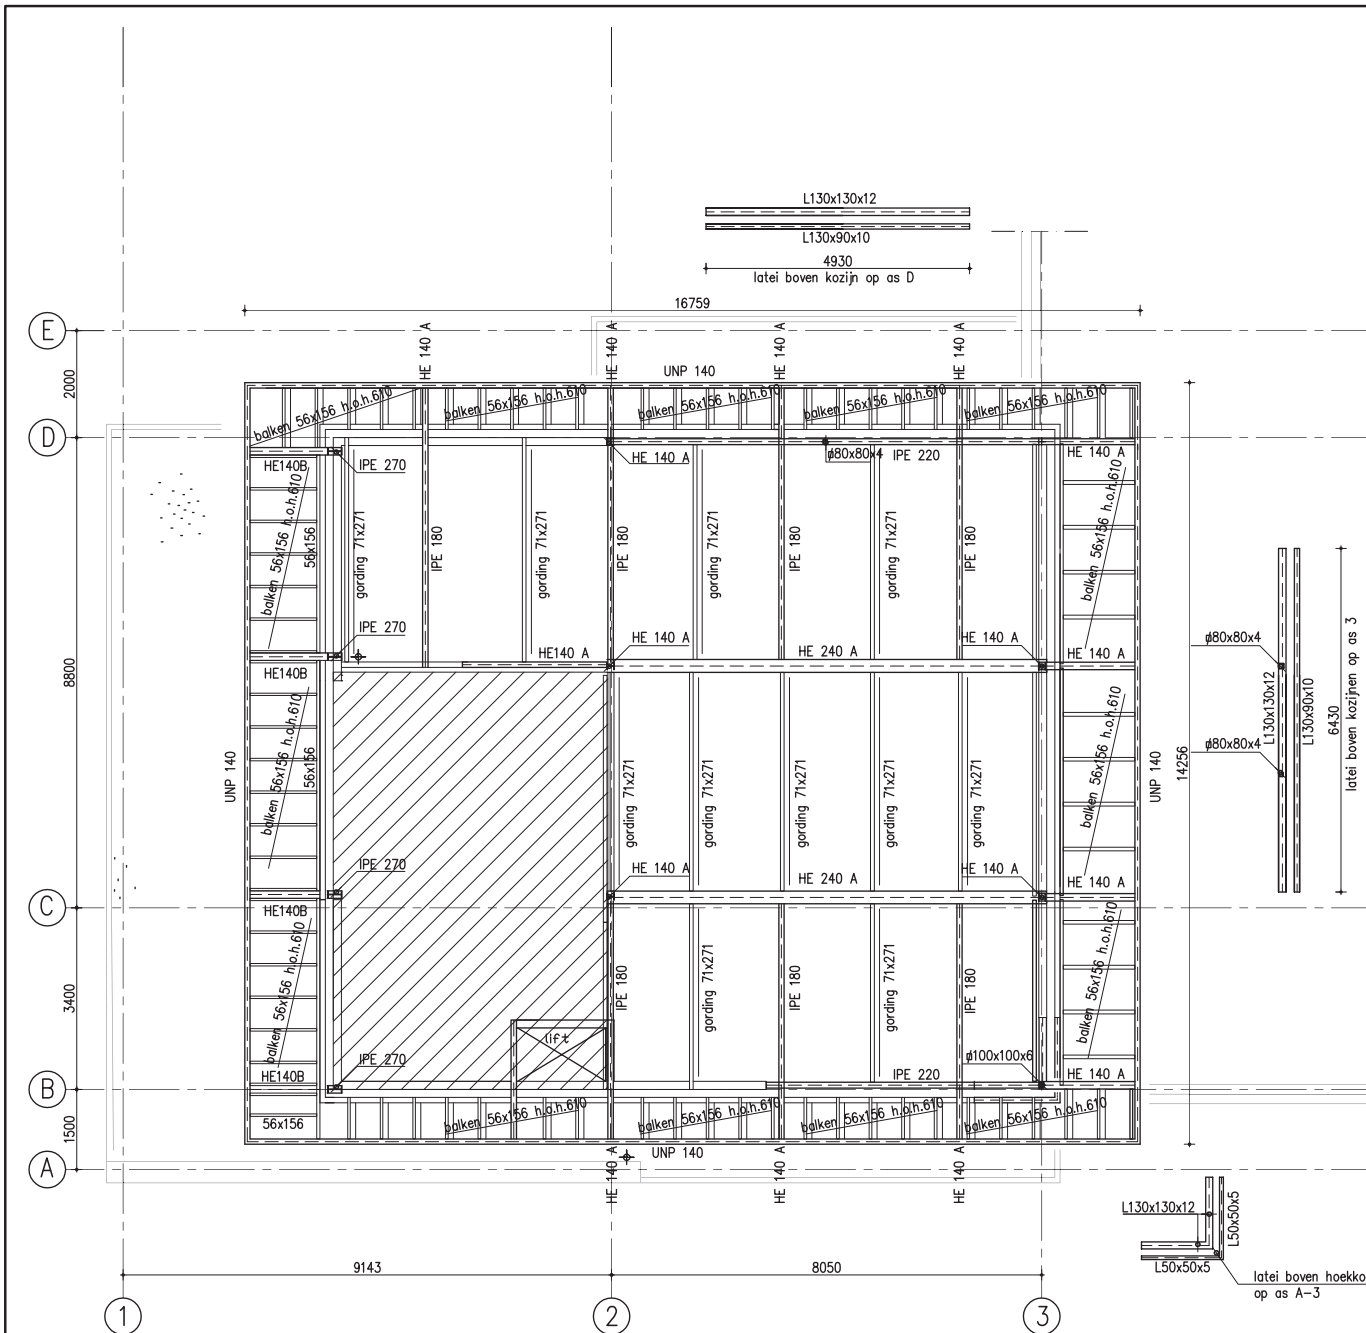 L130x130x12
L130x90x10
4930
latei boven kozijn op as D
16759
E
HE 140 A
HE 140 A
HE 140 A
HE 140 A
UNP 140
2000
balken 56x156 h.o.h.610
balken 56x156 h.o.h.610
balken 56x156 h.o.h.610
balken 56x156 h.o.h.610
balken 56x156 h.o.h.610
D
HE140B
IPE 270
HE 140 A
ø80x80x4
IPE 220
HE 140 A
balken 56x156 h.o.h.610
56x156
gording 71x271
IPE 180
gording 71x271
IPE 180
gording 71x271
IPE 180
gording 71x271
IPE 180
balken 56x156 h.o.h.610
IPE 270
HE 140 A
HE 140 A
HE140 A
HE 240 A
HE 140 A
HE140B
8800
ø80x80x4
L130x130x12
L130x90x10
6430
latei boven kozijnen op as 3
ø80x80x4
UNP 140
balken 56x156 h.o.h.610
56x156
gording 71x271
gording 71x271
gording 71x271
gording 71x271
gording 71x271
balken 56x156 h.o.h.610
UNP 140
14256
IPE 270
HE 140 A
HE 240 A
HE 140 A
HE 140 A
C
HE140B
balken 56x156 h.o.h.610
3400
IPE 180
gording 71x271
IPE 180
gording 71x271
IPE 180
balken 56x156 h.o.h.610
lift
IPE 270
ø100x100x6
IPE 220
HE 140 A
HE140B
B
56x156
balken 56x156 h.o.h.610
balken 56x156 h.o.h.610
balken 56x156 h.o.h.610
balken 56x156 h.o.h.610
1500
UNP 140
A
HE 140 A
HE 140 A
HE 140 A
L130x130x12
L50x50x5
L50x50x5
latei boven hoekko
op as A-3
9143
8050
1
2
3